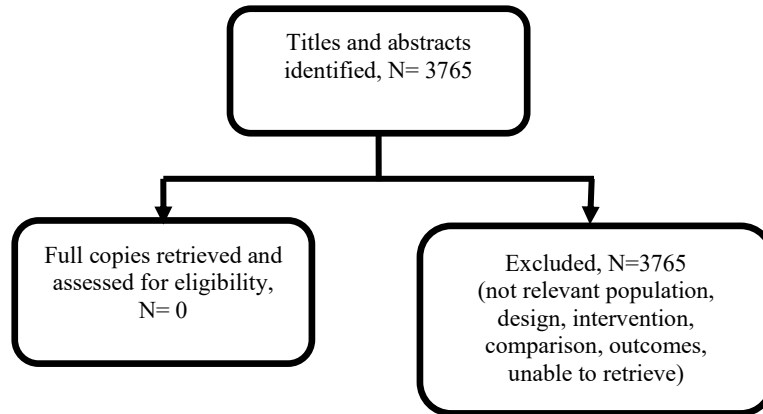 Titles and abstracts
identified, N= 3765
Full copies retrieved and
assessed for eligibility,
N= 0
Excluded, N=3765
(not relevant population,
design, intervention,
comparison, outcomes,
unable to retrieve)